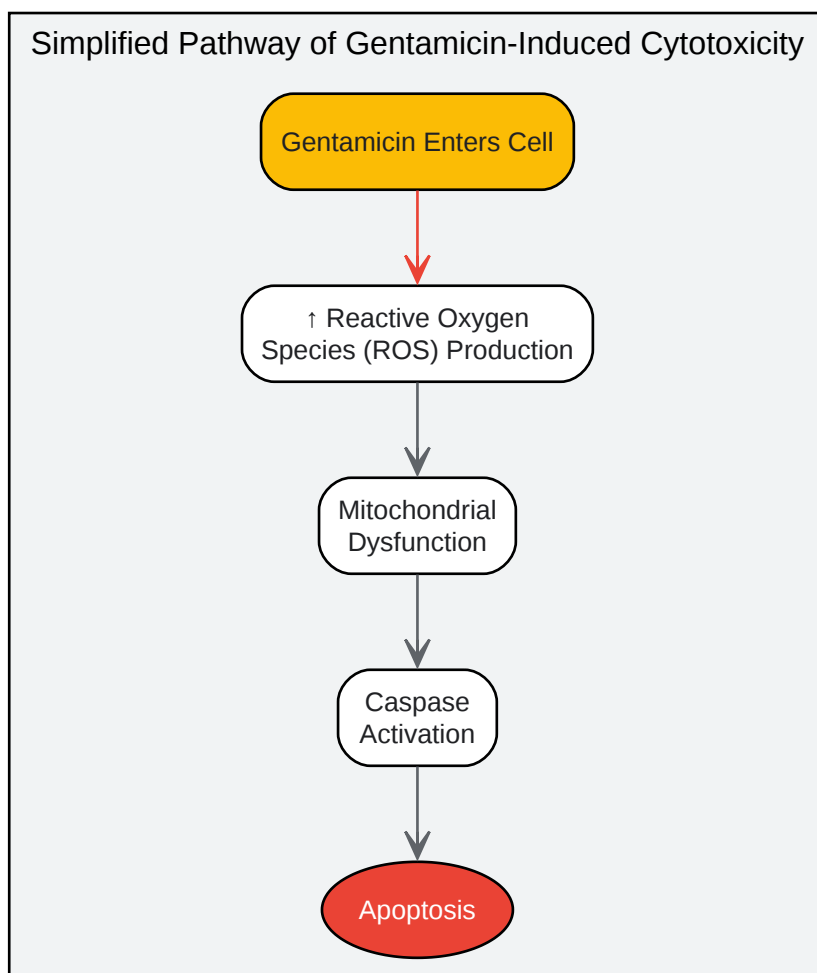 Simplified Pathway of Gentamicin-Induced Cytotoxicity
Gentamicin Enters Cell
↑ Reactive Oxygen
Species (ROS) Production
Mitochondrial
Dysfunction
Caspase
Activation
Apoptosis